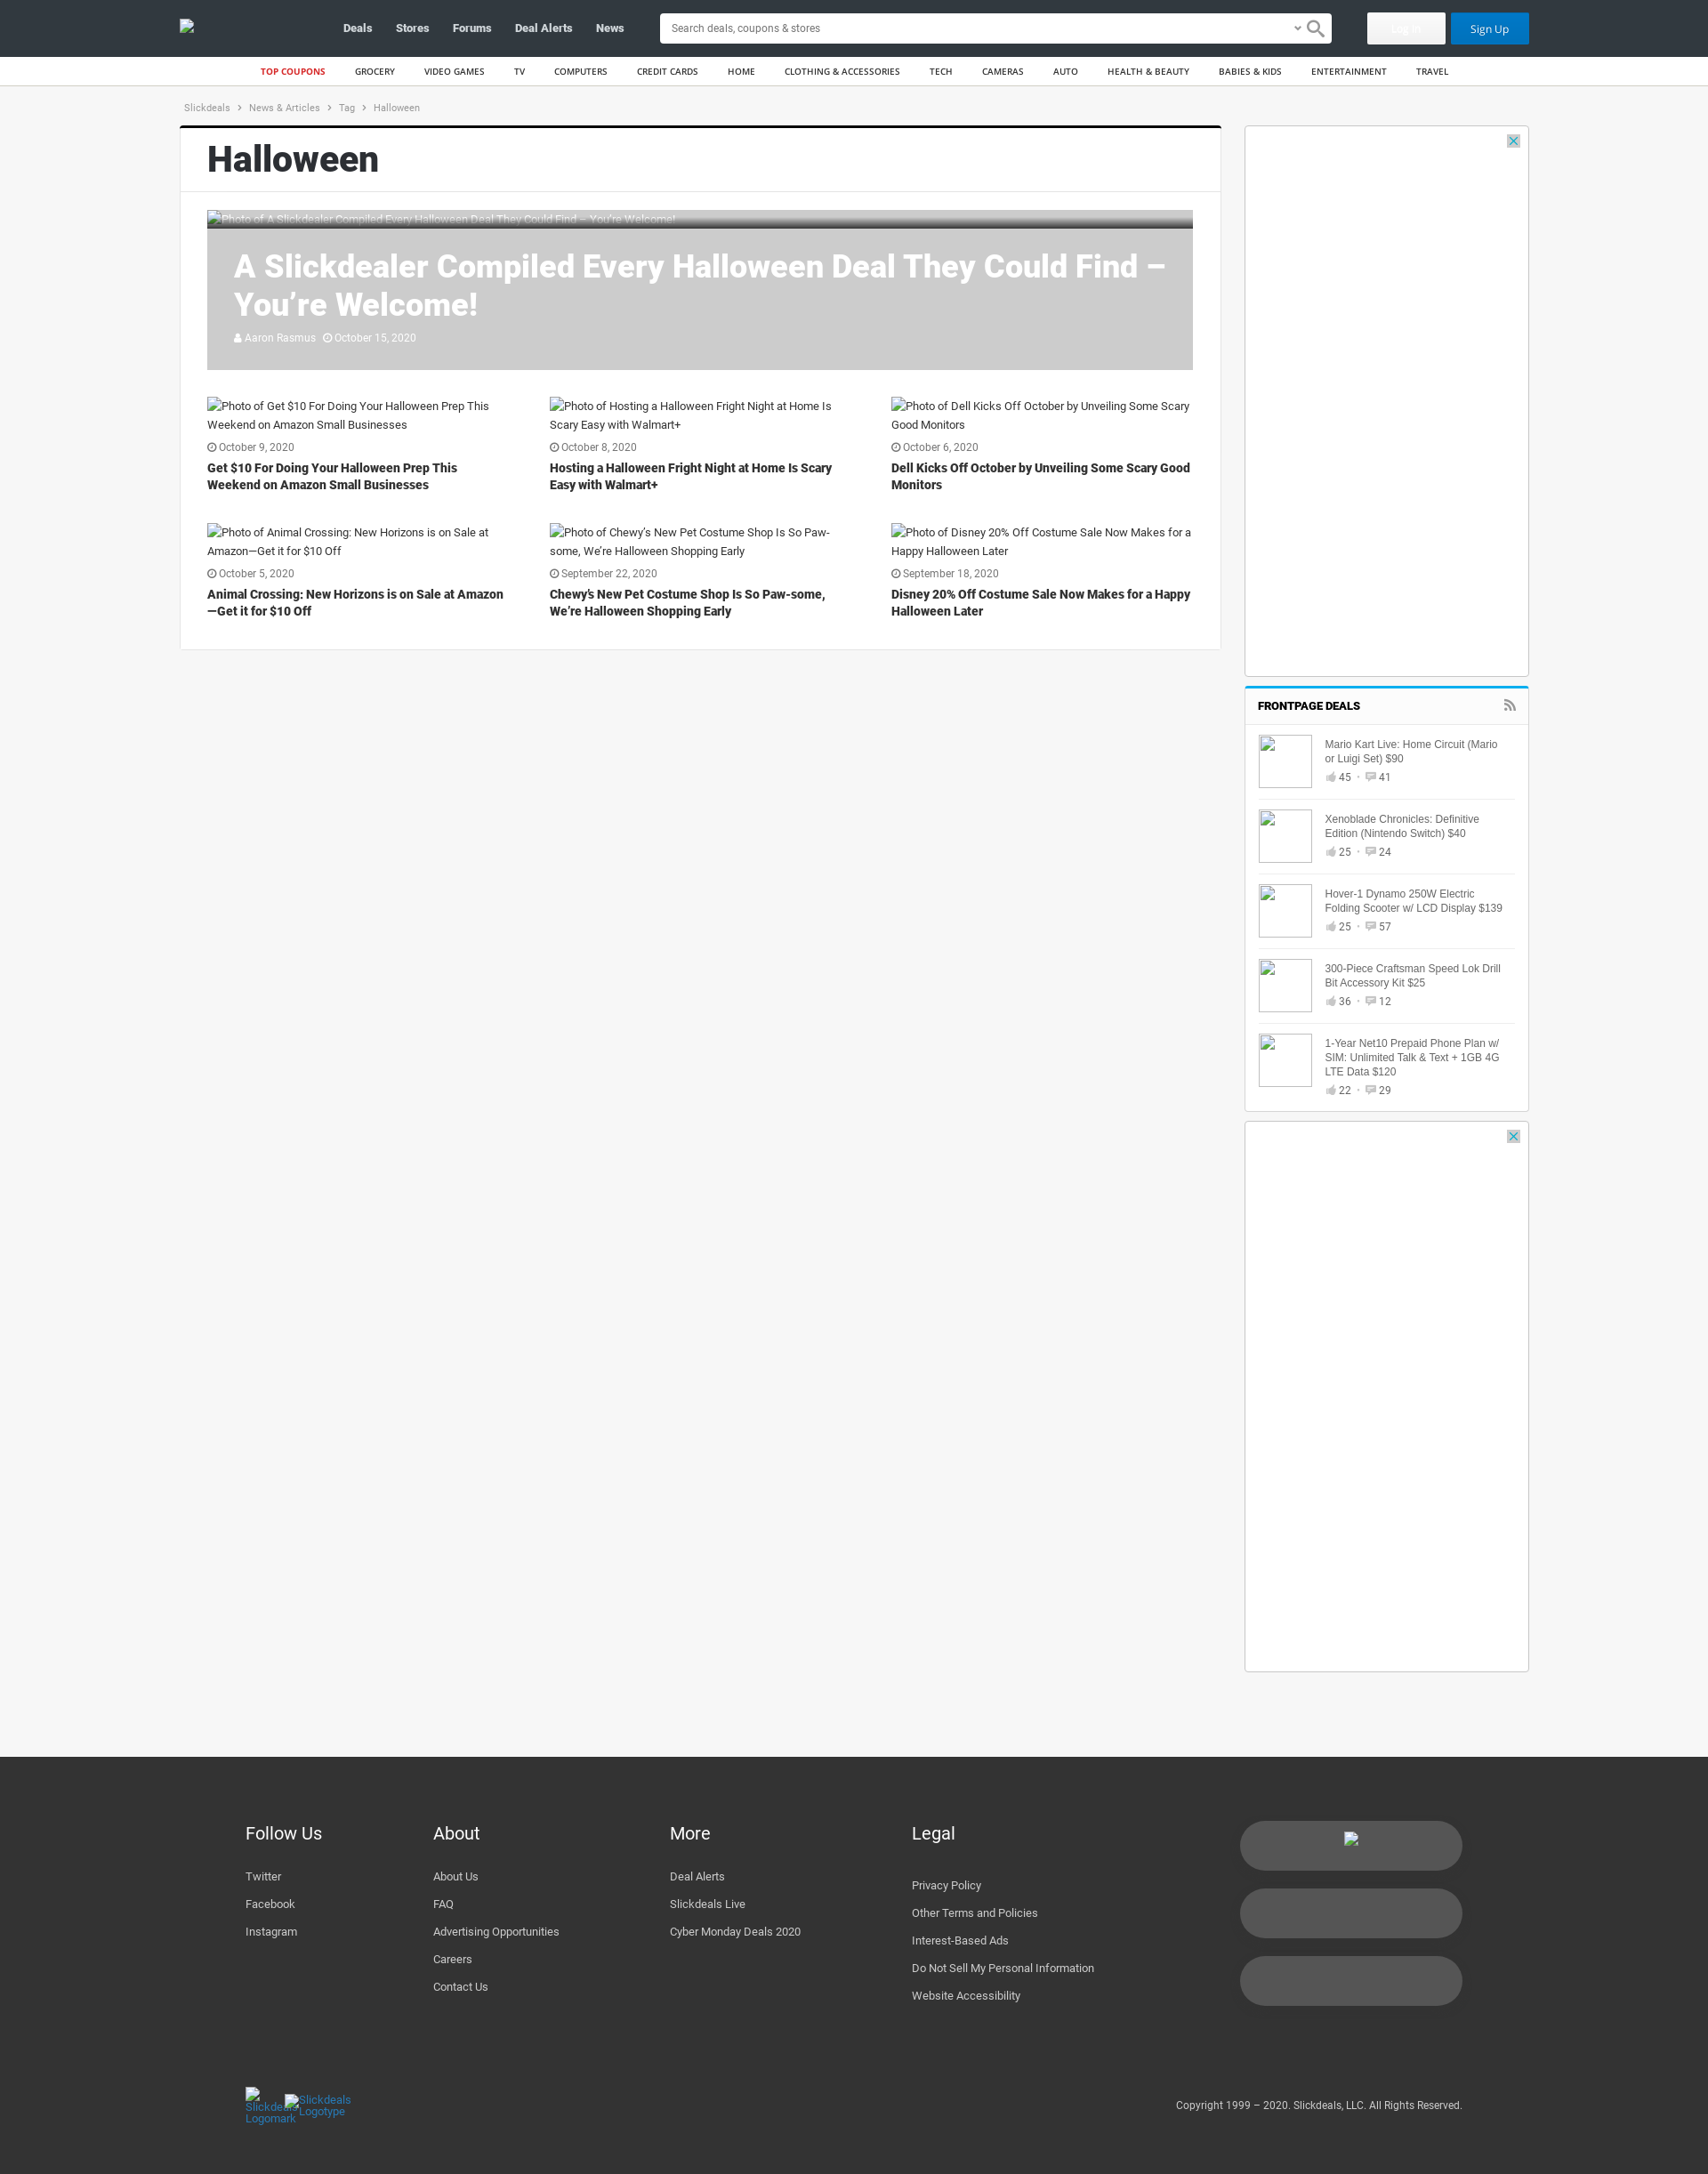 Deals Stores Forums Deal Alerts News
Search deals, coupons & stores
Log In
Sign Up
TOP COUPONS GROCERY VIDEO GAMES TV COMPUTERS CREDIT CARDS HOME CLOTHING & ACCESSORIES TECH CAMERAS AUTO HEALTH & BEAUTY BABIES & KIDS ENTERTAINMENT TRAVEL
Slickdeals > News & Articles > Tag > Halloween
Halloween
Photo of A Slickdealer Compiled Every Halloween Deal They Could Find – You're Welcome!
A Slickdealer Compiled Every Halloween Deal They Could Find –
You’re Welcome!
Aaron Rasmus October 15, 2020
Photo of Get $10 For Doing Your Halloween Prep This
Weekend on Amazon Small Businesses
October 9, 2020
Get $10 For Doing Your Halloween Prep This
Weekend on Amazon Small Businesses
Photo of Hosting a Halloween Fright Night at Home Is
Scary Easy with Walmart+
October 8, 2020
Hosting a Halloween Fright Night at Home Is Scary
Easy with Walmart+
Photo of Dell Kicks Off October by Unveiling Some Scary
Good Monitors
October 6, 2020
Dell Kicks Off October by Unveiling Some Scary Good
Monitors
Photo of Animal Crossing: New Horizons is on Sale at
Amazon—Get it for $10 Off
October 5, 2020
Animal Crossing: New Horizons is on Sale at Amazon
—Get it for $10 Off
Photo of Chewy’s New Pet Costume Shop Is So Paw-
some, We’re Halloween Shopping Early
September 22, 2020
Chewy’s New Pet Costume Shop Is So Paw-some,
We’re Halloween Shopping Early
Photo of Disney 20% Off Costume Sale Now Makes for a
Happy Halloween Later
September 18, 2020
Disney 20% Off Costume Sale Now Makes for a Happy
Halloween Later
FRONTPAGE DEALS
Mario Kart Live: Home Circuit (Mario
or Luigi Set) $90
45 • 41
Xenoblade Chronicles: Definitive
Edition (Nintendo Switch) $40
25 • 24
Hover-1 Dynamo 250W Electric
Folding Scooter w/ LCD Display $139
25 • 57
300-Piece Craftsman Speed Lok Drill
Bit Accessory Kit $25
36 • 12
1-Year Net10 Prepaid Phone Plan w/
SIM: Unlimited Talk & Text + 1GB 4G
LTE Data $120
22 • 29
Follow Us
Twitter
Facebook
Instagram
About
About Us
FAQ
Advertising Opportunities
Careers
Contact Us
More
Deal Alerts
Slickdeals Live
Cyber Monday Deals 2020
Legal
Privacy Policy
Other Terms and Policies
Interest-Based Ads
Do Not Sell My Personal Information
Website Accessibility
Slickdeals
Logomark
Slickdeals
Logotype
Copyright 1999 – 2020. Slickdeals, LLC. All Rights Reserved.